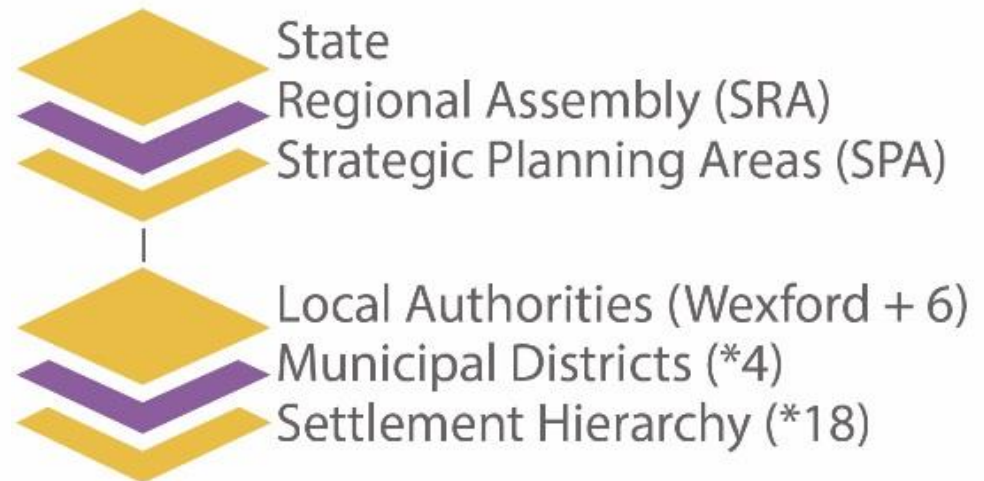 State
Regional Assembly (SRA)
Strategic Planning Areas (SPA)
Local Authorities (Wexford + 6)
Municipal Districts (*4)
Settlement Hierarchy (*18)